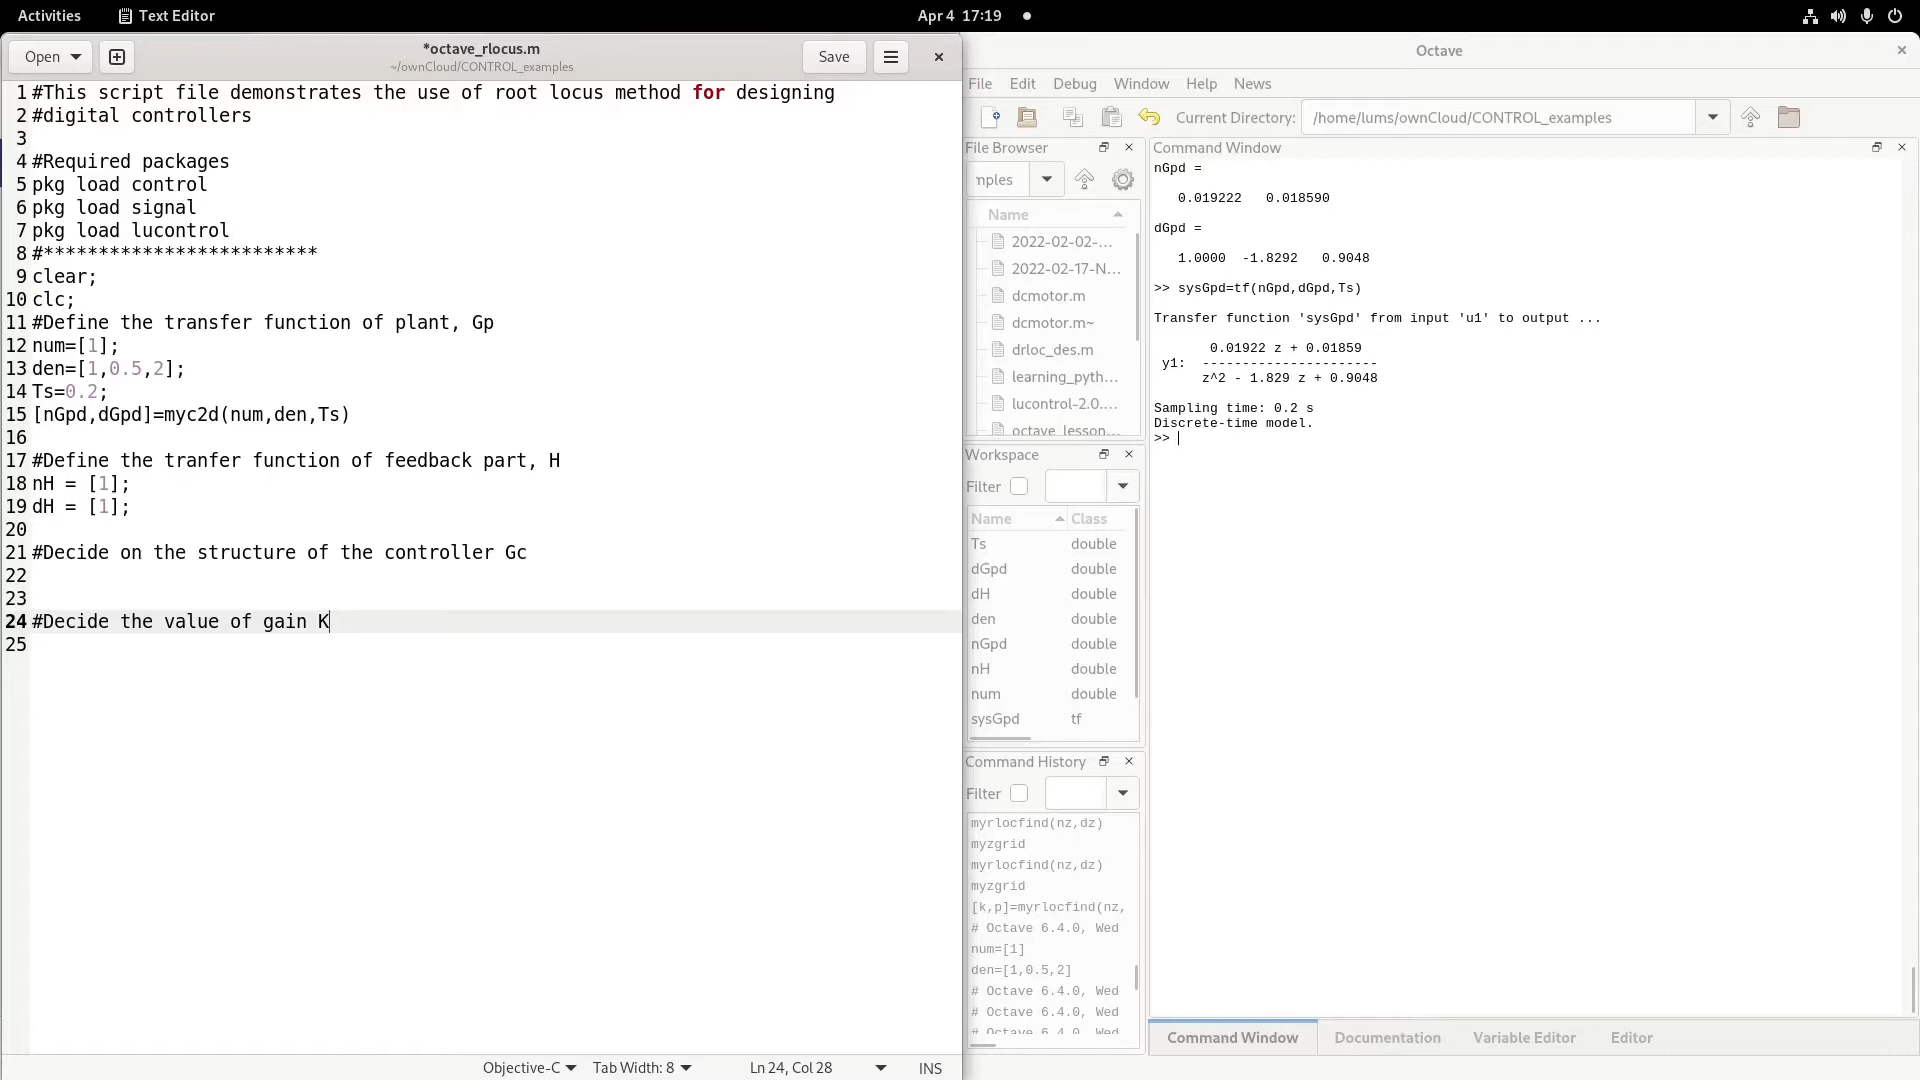 Activities
Text Editor
Apr 4 17:19
Open
*octave_rlocus.m
~/ownCloud/CONTROL_examples
Save
1 #This script file demonstrates the use of root locus method for designing
2 #digital controllers
3
4 #Required packages
5 pkg load control
6 pkg load signal
7 pkg load lucontrol
8 #*************************
9 clear;
10 clc;
11 #Define the transfer function of plant, Gp
12 num=[1];
13 den=[1,0.5,2];
14 Ts=0.2;
15 [nGpd,dGpd]=myc2d(num,den,Ts)
16
17 #Define the tranfer function of feedback part, H
18 nH = [1];
19 dH = [1];
20
21 #Decide on the structure of the controller Gc
22
23
24 #Decide the value of gain K
25
Objective-C
Tab Width: 8
Ln 24, Col 28
INS
Octave
File Edit Debug Window Help News
Current Directory: /home/lums/ownCloud/CONTROL_examples
File Browser
mples
Name
2022-02-02-...
2022-02-17-N...
dcmotor.m
dcmotor.m~
drloc_des.m
learning_pyth...
lucontrol-2.0....
octave_lesson...
Workspace
Filter
Name Class
Ts double
dGpd double
dH double
den double
nGpd double
nH double
num double
sysGpd tf
Command History
Filter
myrlocfind(nz,dz)
myzgrid
myrlocfind(nz,dz)
myzgrid
[k,p]=myrlocfind(nz,
# Octave 6.4.0, Wed
num=[1]
den=[1,0.5,2]
# Octave 6.4.0, Wed
# Octave 6.4.0, Wed
# Octave 6.4.0, Wed
Command Window
nGpd =
0.019222 0.018590
dGpd =
1.0000 -1.8292 0.9048
>> sysGpd=tf(nGpd,dGpd,Ts)
Transfer function 'sysGpd' from input 'u1' to output ...
0.01922 z + 0.01859
y1: ----------------------
z^2 - 1.829 z + 0.9048
Sampling time: 0.2 s
Discrete-time model.
>>
Command Window
Documentation
Variable Editor
Editor